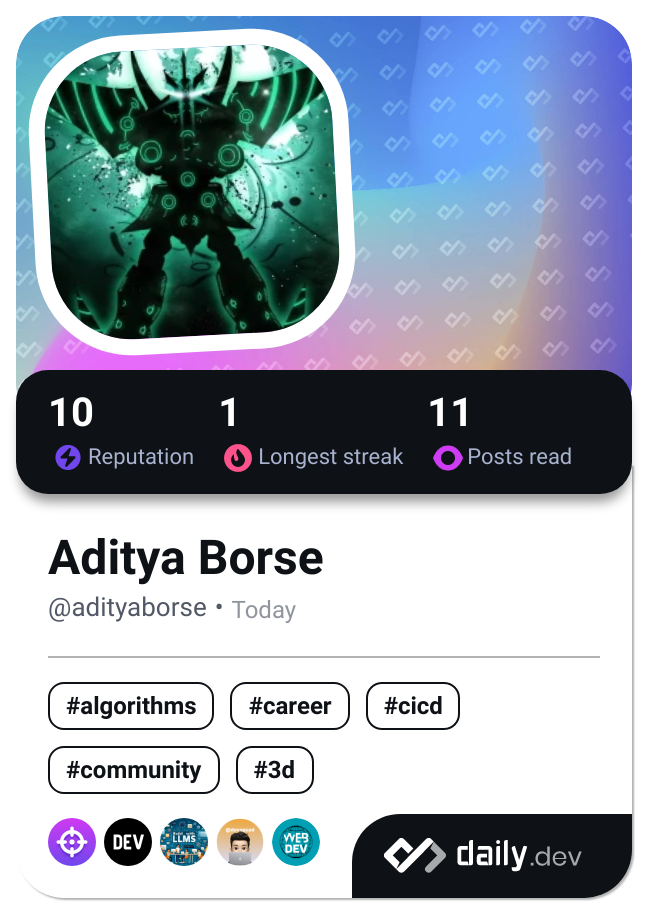 10 1 11
Reputation Longest streak Posts read
Aditya Borse
@adityaborse • Today
#algorithms #career #cicd
#community #3d
DEV LLMS WEB DEV
daily.dev